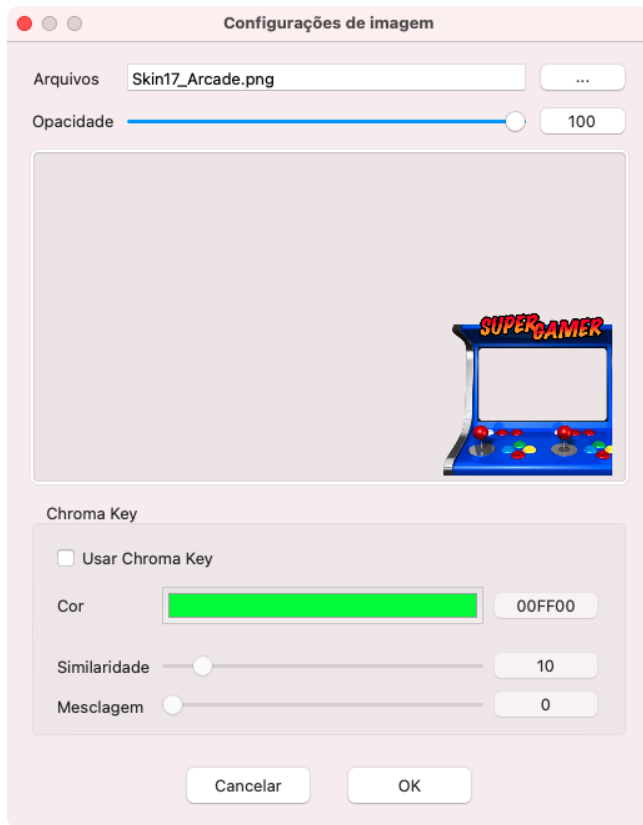 Configurações de imagem
Arquivos Skin17_Arcade.png ...
Opacidade 100
SUPER GAMER
Chroma Key
Usar Chroma Key
Cor 00FF00
Similaridade 10
Mesclagem 0
Cancelar OK